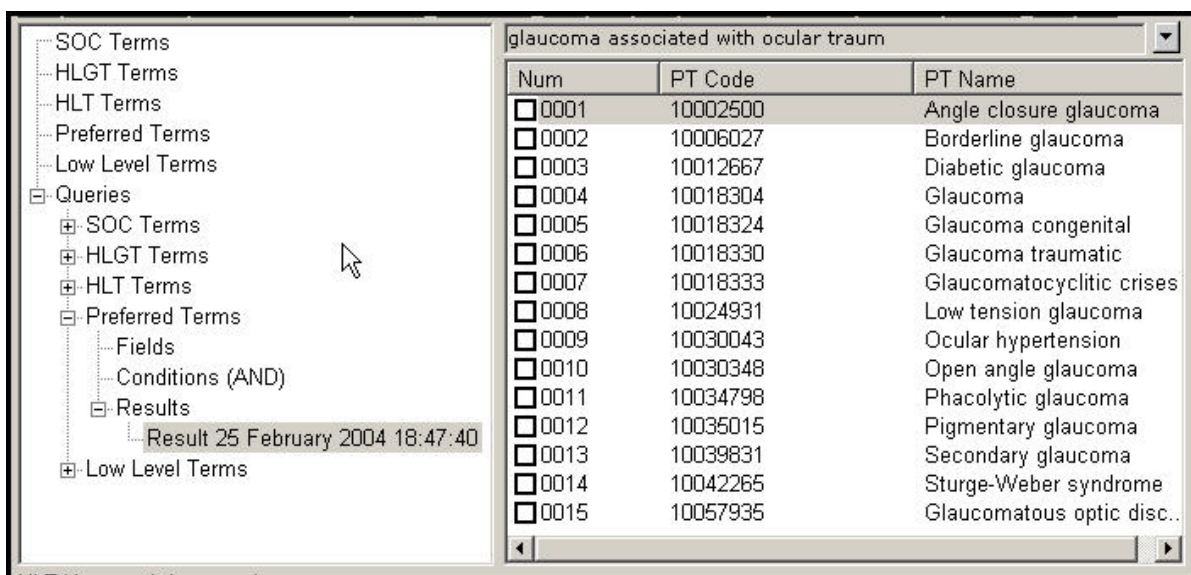 SOC Terms
HLGT Terms
HLT Terms
Preferred Terms
Low Level Terms
Queries
SOC Terms
HLGT Terms
HLT Terms
Preferred Terms
Fields
Conditions (AND)
Results
Result 25 February 2004 18:47:40
Low Level Terms
glaucoma associated with ocular traum
Num PT Code PT Name
0001 10002500 Angle closure glaucoma
0002 10006027 Borderline glaucoma
0003 10012667 Diabetic glaucoma
0004 10018304 Glaucoma
0005 10018324 Glaucoma congenital
0006 10018330 Glaucoma traumatic
0007 10018333 Glaucomatocyclitic crises
0008 10024931 Low tension glaucoma
0009 10030043 Ocular hypertension
0010 10030348 Open angle glaucoma
0011 10034798 Phacolytic glaucoma
0012 10035015 Pigmentary glaucoma
0013 10039831 Secondary glaucoma
0014 10042265 Sturge-Weber syndrome
0015 10057935 Glaucomatous optic disc..